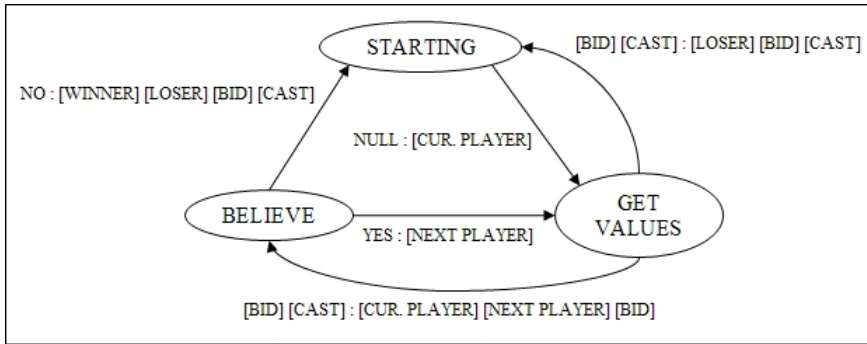 STARTING
[BID] [CAST] : [LOSER] [BID] [CAST]
NO : [WINNER] [LOSER] [BID] [CAST]
NULL : [CUR. PLAYER]
BELIEVE
GET
VALUES
YES : [NEXT PLAYER]
[BID] [CAST] : [CUR. PLAYER] [NEXT PLAYER] [BID]